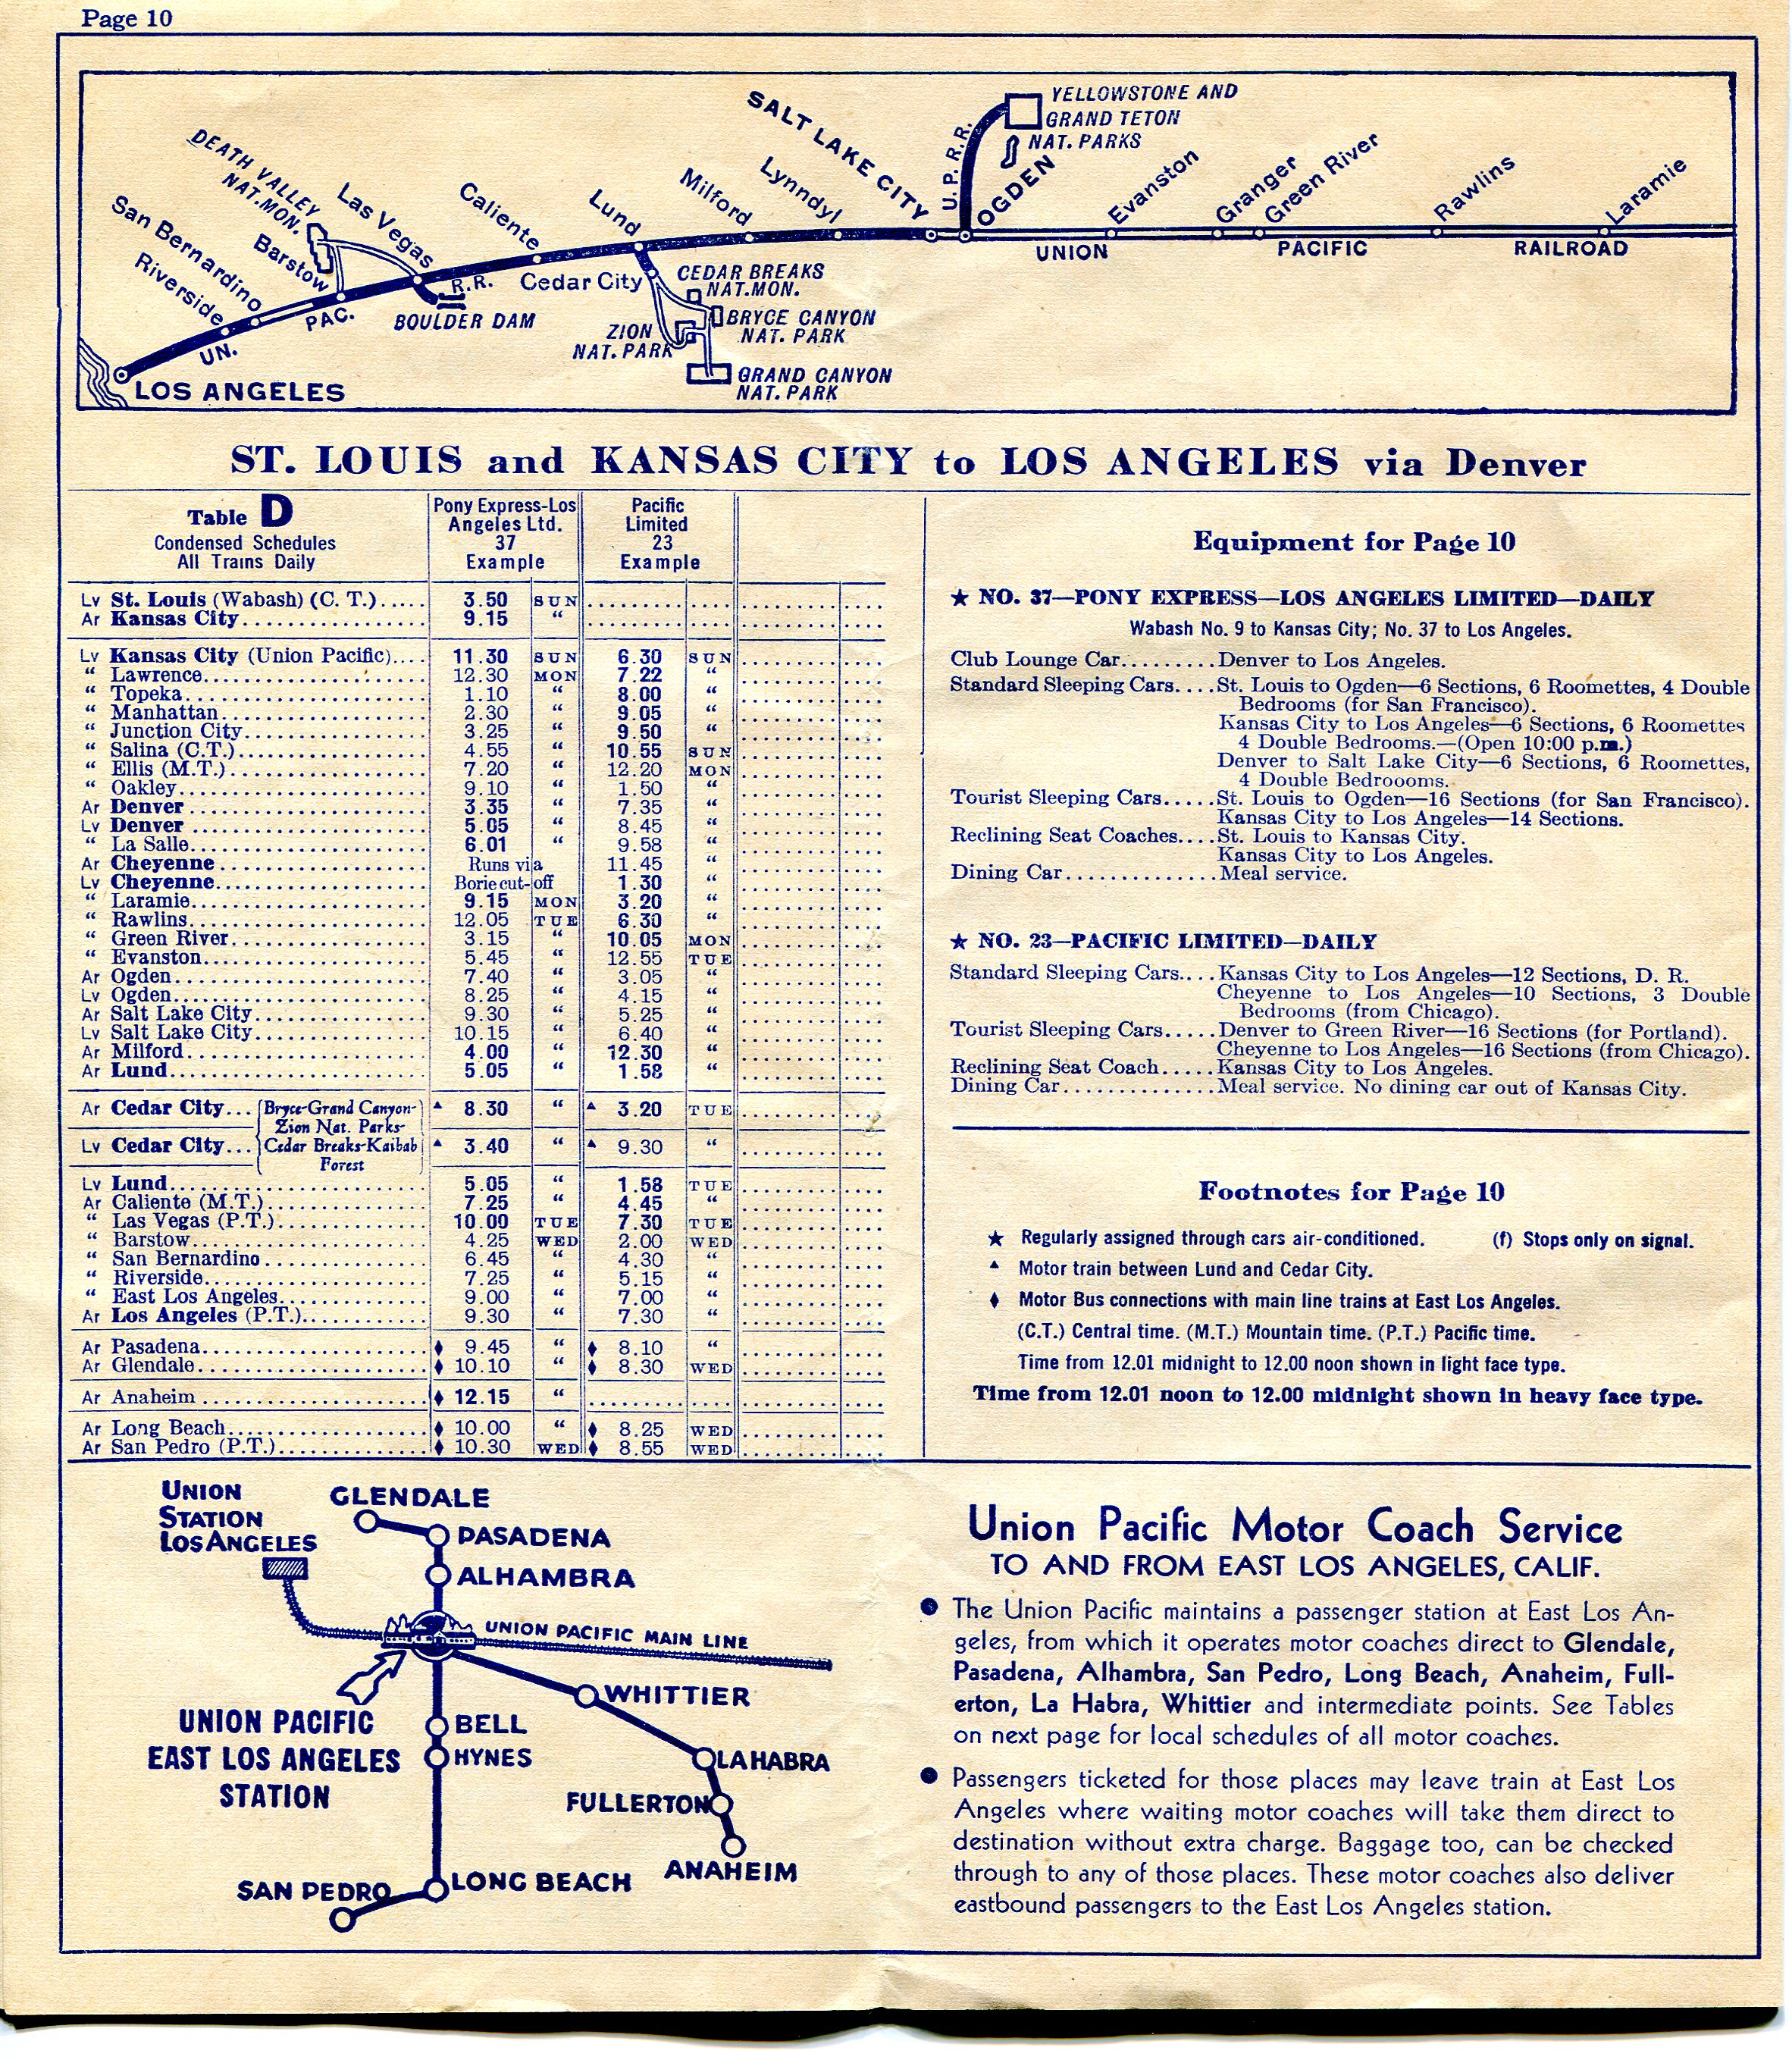 Page 10
YELLOWSTONE AND
GRAND TETON
NAT. PARKS
SALT LAKE CITY
U.P.R.R.
OGDEN
DEATH VALLEY
NAT.MON.
San Bernardino
Riverside
Barstow
Las Vegas
Caliente
Lund
Milford
Lynndyl
Evanston
Granger
Green River
Rawlins
Laramie
UNION PACIFIC RAILROAD
UN. PAC. R.R.
Cedar City
CEDAR BREAKS
NAT.MON.
BOULDER DAM
BRYCE CANYON
NAT. PARK
ZION
NAT. PARK
GRAND CANYON
NAT. PARK
LOS ANGELES
ST. LOUIS and KANSAS CITY to LOS ANGELES via Denver
Table D
Condensed Schedules
All Trains Daily
Pony Express-Los
Angeles Ltd.
37
Example
Pacific
Limited
23
Example
Lv St. Louis (Wabash) (C. T.)..... 3.50 SUN
Ar Kansas City 9.15 “
Lv Kansas City (Union Pacific).... 11.30 SUN 6.30 SUN
“ Lawrence 12.30 MON 7.22 “
“ Topeka 1.10 “ 8.00 “
“ Manhattan 2.30 “ 9.05 “
“ Junction City 3.25 “ 9.50 “
“ Salina (C.T.) 4.55 “ 10.55 SUN
“ Ellis (M.T.) 7.20 “ 12.20 MON
“ Oakley 9.10 “ 1.50 “
Ar Denver 3.35 “ 7.35 “
Lv Denver 5.05 “ 8.45 “
“ La Salle 6.01 “ 9.58 “
Ar Cheyenne Runs via 11.45 “
Lv Cheyenne Borie cut-off 1.30 “
“ Laramie 9.15 MON 3.20 “
“ Rawlins 12.05 TUE 6.30 “
“ Green River 3.15 “ 10.05 MON
“ Evanston 5.45 “ 12.55 TUE
Ar Ogden 7.40 “ 3.05 “
Lv Ogden 8.25 “ 4.15 “
Ar Salt Lake City 9.30 “ 5.25 “
Lv Salt Lake City 10.15 “ 6.40 “
Ar Milford 4.00 “ 12.30 “
Ar Lund 5.05 “ 1.58 “
Ar Cedar City... ▲ 8.30 “ ▲ 3.20 TUE
Bryce-Grand Canyon-
Zion Nat. Parks-
Cedar Breaks-Kaibab
Forest
Lv Cedar City... ▲ 3.40 “ ▲ 9.30 “
Lv Lund 5.05 “ 1.58 TUE
Ar Caliente (M.T.) 7.25 “ 4.45 “
“ Las Vegas (P.T.) 10.00 TUE 7.30 TUE
“ Barstow 4.25 WED 2.00 WED
“ San Bernardino 6.45 “ 4.30 “
“ Riverside 7.25 “ 5.15 “
“ East Los Angeles 9.00 “ 7.00 “
Ar Los Angeles (P.T.) 9.30 “ 7.30 “
Ar Pasadena ♦ 9.45 “ ♦ 8.10 “
Ar Glendale ♦ 10.10 “ ♦ 8.30 WED
Ar Anaheim ♦ 12.15 “
Ar Long Beach ♦ 10.00 “ ♦ 8.25 WED
Ar San Pedro (P.T.) ♦ 10.30 WED ♦ 8.55 WED
Equipment for Page 10
★ NO. 37—PONY EXPRESS—LOS ANGELES LIMITED—DAILY
Wabash No. 9 to Kansas City; No. 37 to Los Angeles.
Club Lounge Car.........Denver to Los Angeles.
Standard Sleeping Cars....St. Louis to Ogden—6 Sections, 6 Roomettes, 4 Double
Bedrooms (for San Francisco).
Kansas City to Los Angeles—6 Sections, 6 Roomettes
4 Double Bedrooms.—(Open 10:00 p.m.)
Denver to Salt Lake City—6 Sections, 6 Roomettes,
4 Double Bedroooms.
Tourist Sleeping Cars.....St. Louis to Ogden—16 Sections (for San Francisco).
Kansas City to Los Angeles—14 Sections.
Reclining Seat Coaches....St. Louis to Kansas City.
Kansas City to Los Angeles.
Dining Car..............Meal service.
★ NO. 23—PACIFIC LIMITED—DAILY
Standard Sleeping Cars....Kansas City to Los Angeles—12 Sections, D. R.
Cheyenne to Los Angeles—10 Sections, 3 Double
Bedrooms (from Chicago).
Tourist Sleeping Cars.....Denver to Green River—16 Sections (for Portland).
Cheyenne to Los Angeles—16 Sections (from Chicago).
Reclining Seat Coach.....Kansas City to Los Angeles.
Dining Car..............Meal service. No dining car out of Kansas City.
Footnotes for Page 10
★ Regularly assigned through cars air-conditioned. (f) Stops only on signal.
▲ Motor train between Lund and Cedar City.
♦ Motor Bus connections with main line trains at East Los Angeles.
(C.T.) Central time. (M.T.) Mountain time. (P.T.) Pacific time.
Time from 12.01 midnight to 12.00 noon shown in light face type.
Time from 12.01 noon to 12.00 midnight shown in heavy face type.
UNION
STATION
LOS ANGELES
GLENDALE
PASADENA
ALHAMBRA
UNION PACIFIC MAIN LINE
WHITTIER
UNION PACIFIC
EAST LOS ANGELES
STATION
BELL
HYNES
LA HABRA
FULLERTON
ANAHEIM
SAN PEDRO
LONG BEACH
Union Pacific Motor Coach Service
TO AND FROM EAST LOS ANGELES, CALIF.
● The Union Pacific maintains a passenger station at East Los An-
geles, from which it operates motor coaches direct to Glendale,
Pasadena, Alhambra, San Pedro, Long Beach, Anaheim, Full-
erton, La Habra, Whittier and intermediate points. See Tables
on next page for local schedules of all motor coaches.
● Passengers ticketed for those places may leave train at East Los
Angeles where waiting motor coaches will take them direct to
destination without extra charge. Baggage too, can be checked
through to any of those places. These motor coaches also deliver
eastbound passengers to the East Los Angeles station.